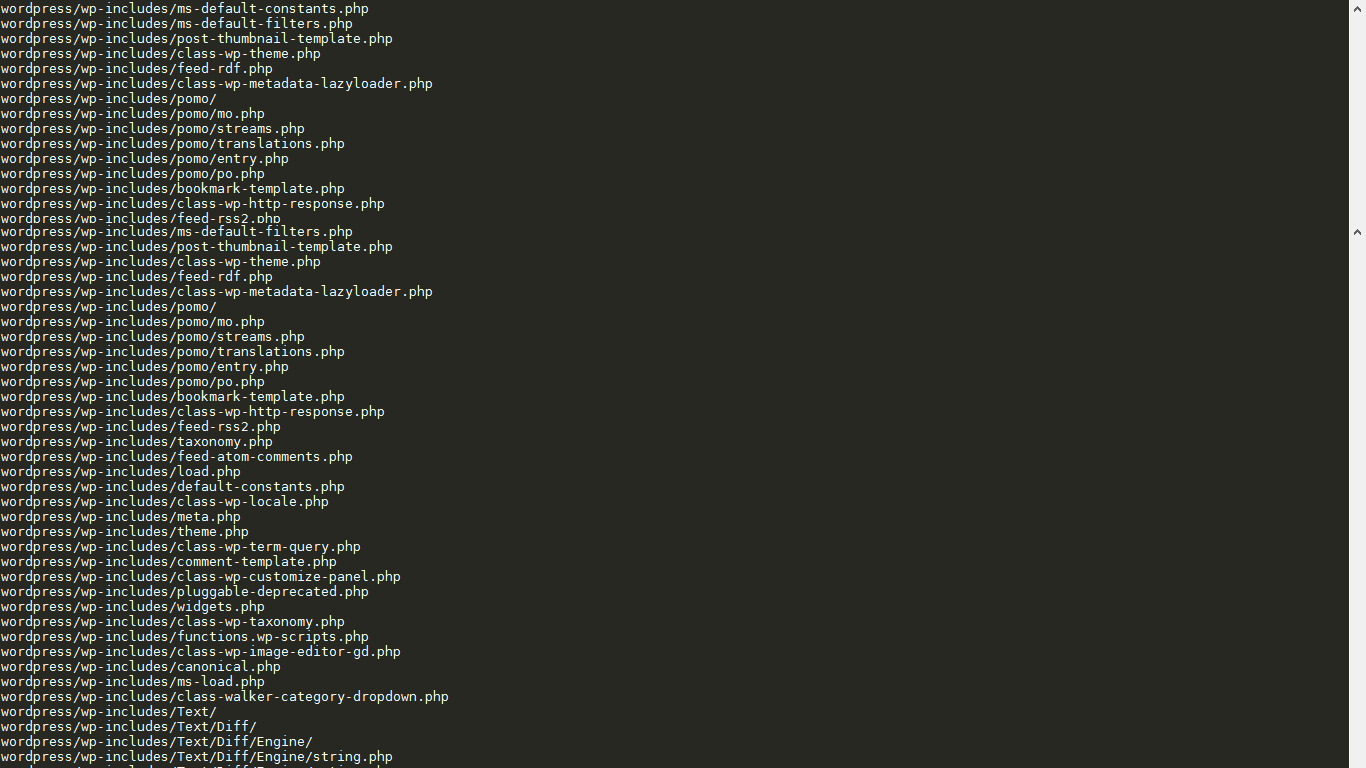 wordpress/wp-includes/ms-default-constants.php
wordpress/wp-includes/ms-default-filters.php
wordpress/wp-includes/post-thumbnail-template.php
wordpress/wp-includes/class-wp-theme.php
wordpress/wp-includes/feed-rdf.php
wordpress/wp-includes/class-wp-metadata-lazyloader.php
wordpress/wp-includes/pomo/
wordpress/wp-includes/pomo/mo.php
wordpress/wp-includes/pomo/streams.php
wordpress/wp-includes/pomo/translations.php
wordpress/wp-includes/pomo/entry.php
wordpress/wp-includes/pomo/po.php
wordpress/wp-includes/bookmark-template.php
wordpress/wp-includes/class-wp-http-response.php
wordpress/wp-includes/feed-rss2.php
wordpress/wp-includes/ms-default-filters.php
wordpress/wp-includes/post-thumbnail-template.php
wordpress/wp-includes/class-wp-theme.php
wordpress/wp-includes/feed-rdf.php
wordpress/wp-includes/class-wp-metadata-lazyloader.php
wordpress/wp-includes/pomo/
wordpress/wp-includes/pomo/mo.php
wordpress/wp-includes/pomo/streams.php
wordpress/wp-includes/pomo/translations.php
wordpress/wp-includes/pomo/entry.php
wordpress/wp-includes/pomo/po.php
wordpress/wp-includes/bookmark-template.php
wordpress/wp-includes/class-wp-http-response.php
wordpress/wp-includes/feed-rss2.php
wordpress/wp-includes/taxonomy.php
wordpress/wp-includes/feed-atom-comments.php
wordpress/wp-includes/load.php
wordpress/wp-includes/default-constants.php
wordpress/wp-includes/class-wp-locale.php
wordpress/wp-includes/meta.php
wordpress/wp-includes/theme.php
wordpress/wp-includes/class-wp-term-query.php
wordpress/wp-includes/comment-template.php
wordpress/wp-includes/class-wp-customize-panel.php
wordpress/wp-includes/pluggable-deprecated.php
wordpress/wp-includes/widgets.php
wordpress/wp-includes/class-wp-taxonomy.php
wordpress/wp-includes/functions.wp-scripts.php
wordpress/wp-includes/class-wp-image-editor-gd.php
wordpress/wp-includes/canonical.php
wordpress/wp-includes/ms-load.php
wordpress/wp-includes/class-walker-category-dropdown.php
wordpress/wp-includes/Text/
wordpress/wp-includes/Text/Diff/
wordpress/wp-includes/Text/Diff/Engine/
wordpress/wp-includes/Text/Diff/Engine/string.php